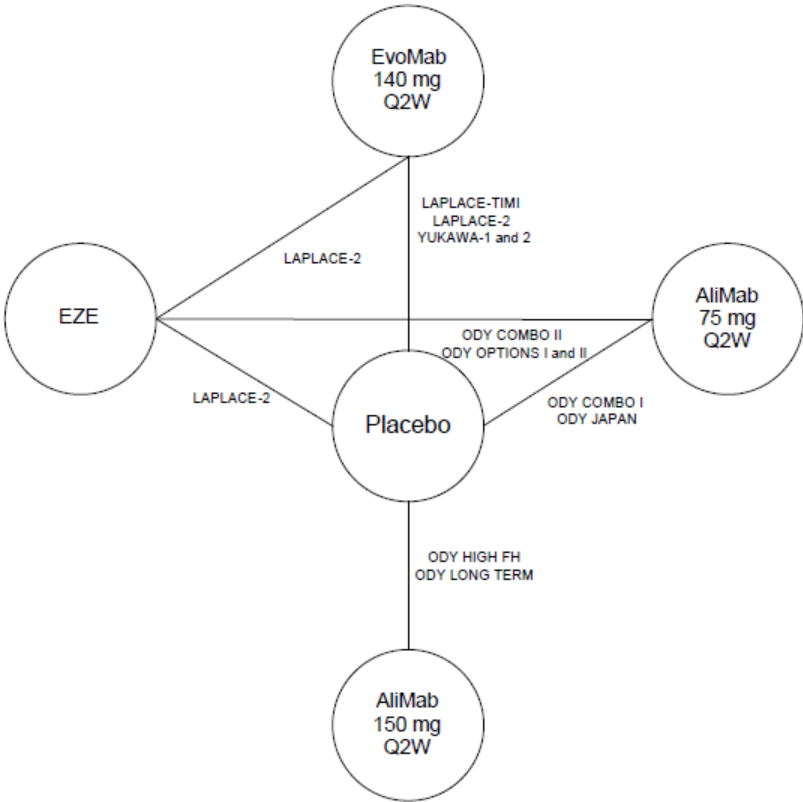 EvoMab
140 mg
Q2W
LAPLACE-TIMI
LAPLACE-2
YUKAWA-1 and 2
LAPLACE-2
EZE
AliMab
75 mg
Q2W
ODY COMBO II
ODY OPTIONS I and II
LAPLACE-2
ODY COMBO I
ODY JAPAN
Placebo
ODY HIGH FH
ODY LONG TERM
AliMab
150 mg
Q2W